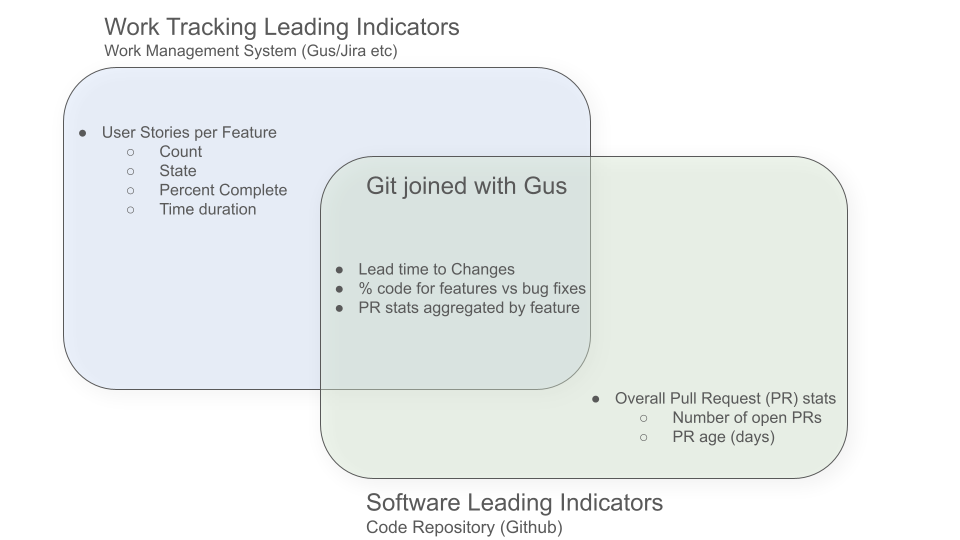 Work Tracking Leading Indicators
Work Management System (Gus/Jira etc)
● User Stories per Feature
○ Count
○ State
○ Percent Complete
○ Time duration
Git joined with Gus
● Lead time to Changes
● % code for features vs bug fixes
● PR stats aggregated by feature
● Overall Pull Request (PR) stats
○ Number of open PRs
○ PR age (days)
Software Leading Indicators
Code Repository (Github)